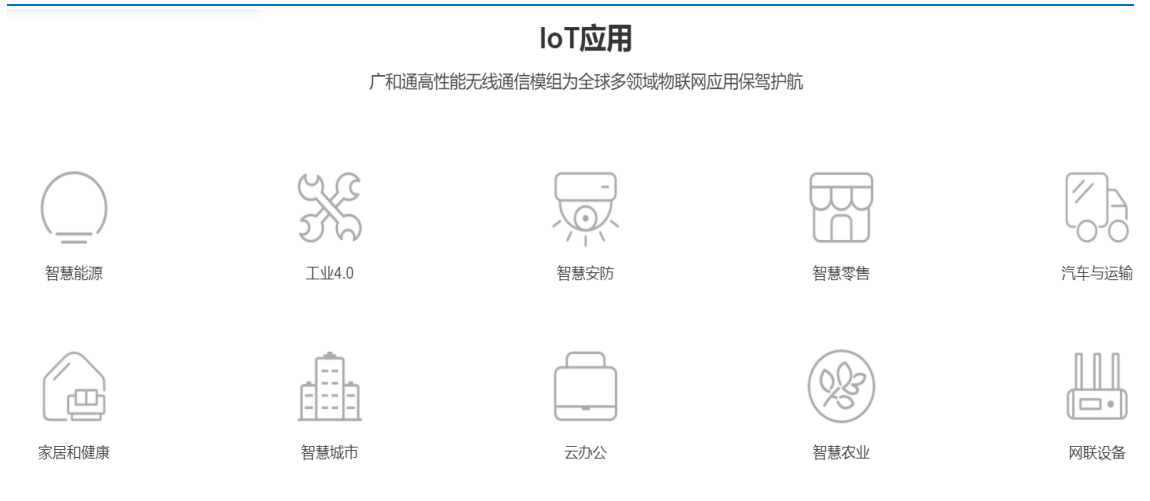 IoT应用
广和通高性能无线通信模组为全球多领域物联网应用保驾护航
智慧能源
工业4.0
智慧安防
智慧零售
汽车与运输
家居和健康
智慧城市
云办公
智慧农业
网联设备